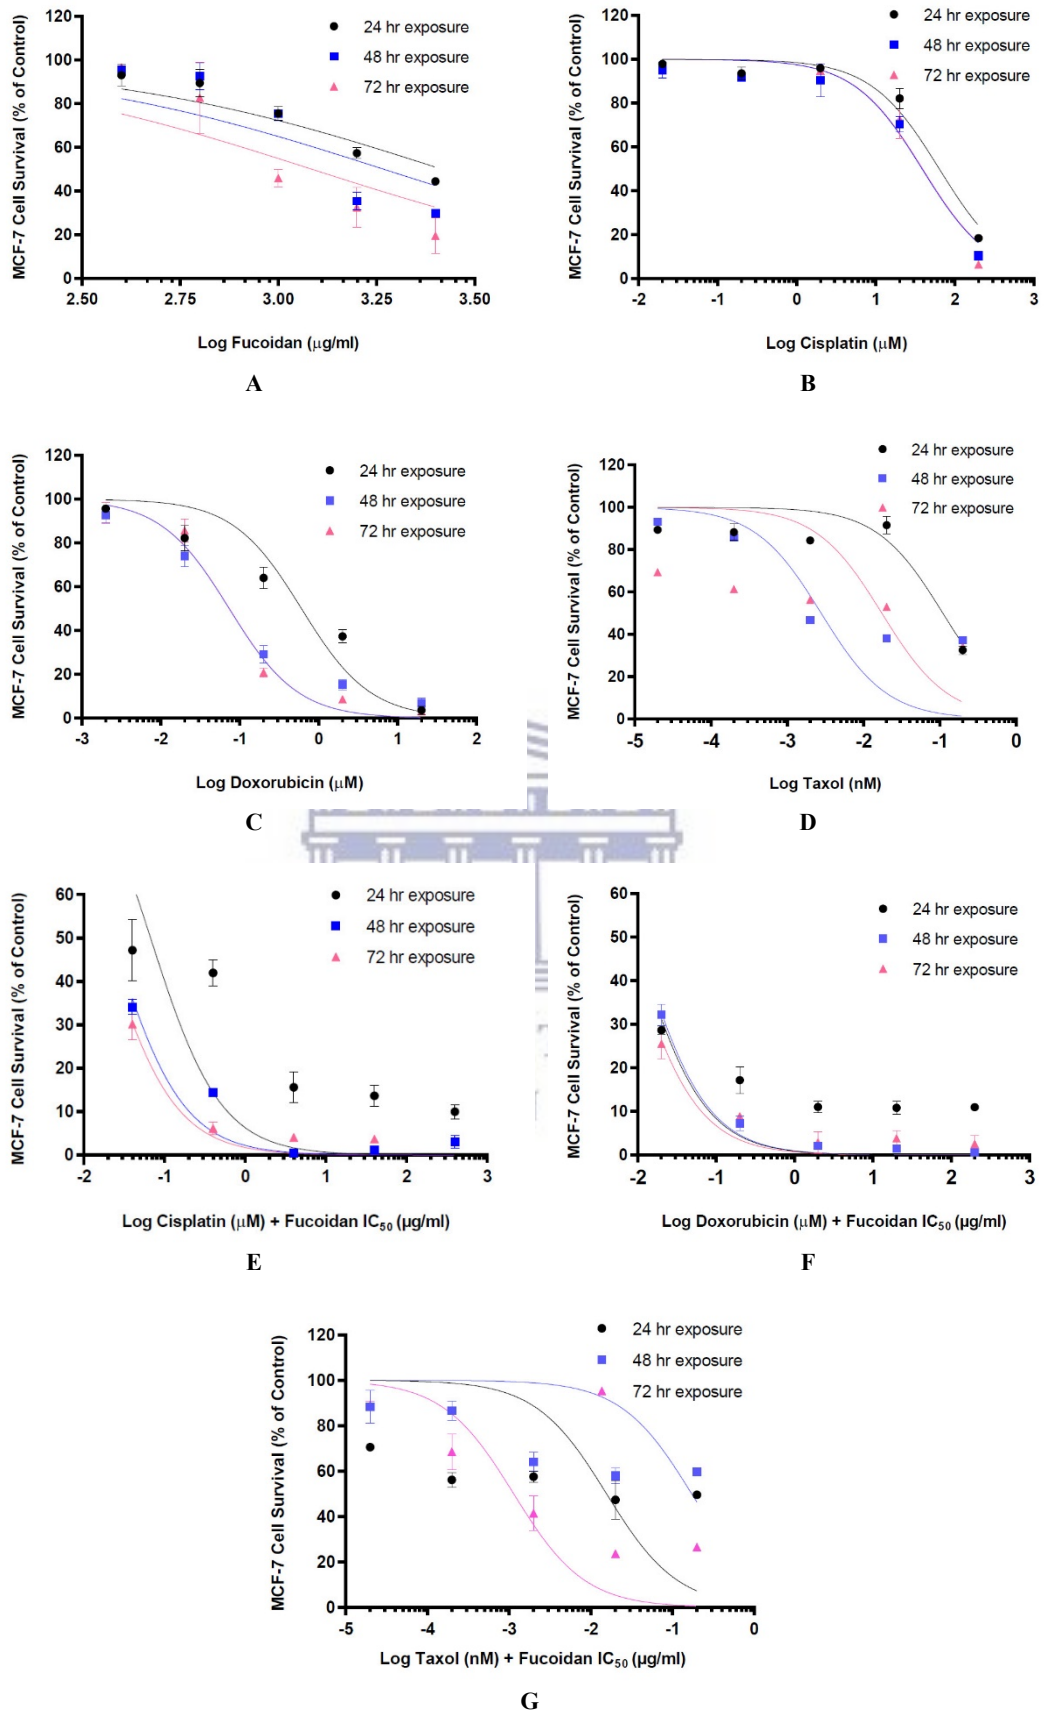 120
100
80
60
40
20
0
MCF-7 Cell Survival (% of Control)
24 hr exposure
48 hr exposure
72 hr exposure
2.50 2.75 3.00 3.25 3.50
Log Fucoidan (μg/ml)
A
120
100
80
60
40
20
0
MCF-7 Cell Survival (% of Control)
24 hr exposure
48 hr exposure
72 hr exposure
-2 -1 0 1 2 3
Log Cisplatin (μM)
B
120
100
80
60
40
20
0
MCF-7 Cell Survival (% of Control)
24 hr exposure
48 hr exposure
72 hr exposure
-3 -2 -1 0 1 2
Log Doxorubicin (μM)
C
120
100
80
60
40
20
0
MCF-7 Cell Survival (% of Control)
24 hr exposure
48 hr exposure
72 hr exposure
-5 -4 -3 -2 -1 0
Log Taxol (nM)
D
60
50
40
30
20
10
0
MCF-7 Cell Survival (% of Control)
24 hr exposure
48 hr exposure
72 hr exposure
-2 -1 0 1 2 3
Log Cisplatin (μM) + Fucoidan IC50 (μg/ml)
E
60
50
40
30
20
10
0
MCF-7 Cell Survival (% of Control)
24 hr exposure
48 hr exposure
72 hr exposure
-2 -1 0 1 2 3
Log Doxorubicin (μM) + Fucoidan IC50 (μg/ml)
F
120
100
80
60
40
20
0
MCF-7 Cell Survival (% of Control)
24 hr exposure
48 hr exposure
72 hr exposure
-5 -4 -3 -2 -1 0
Log Taxol (nM) + Fucoidan IC50 (μg/ml)
G